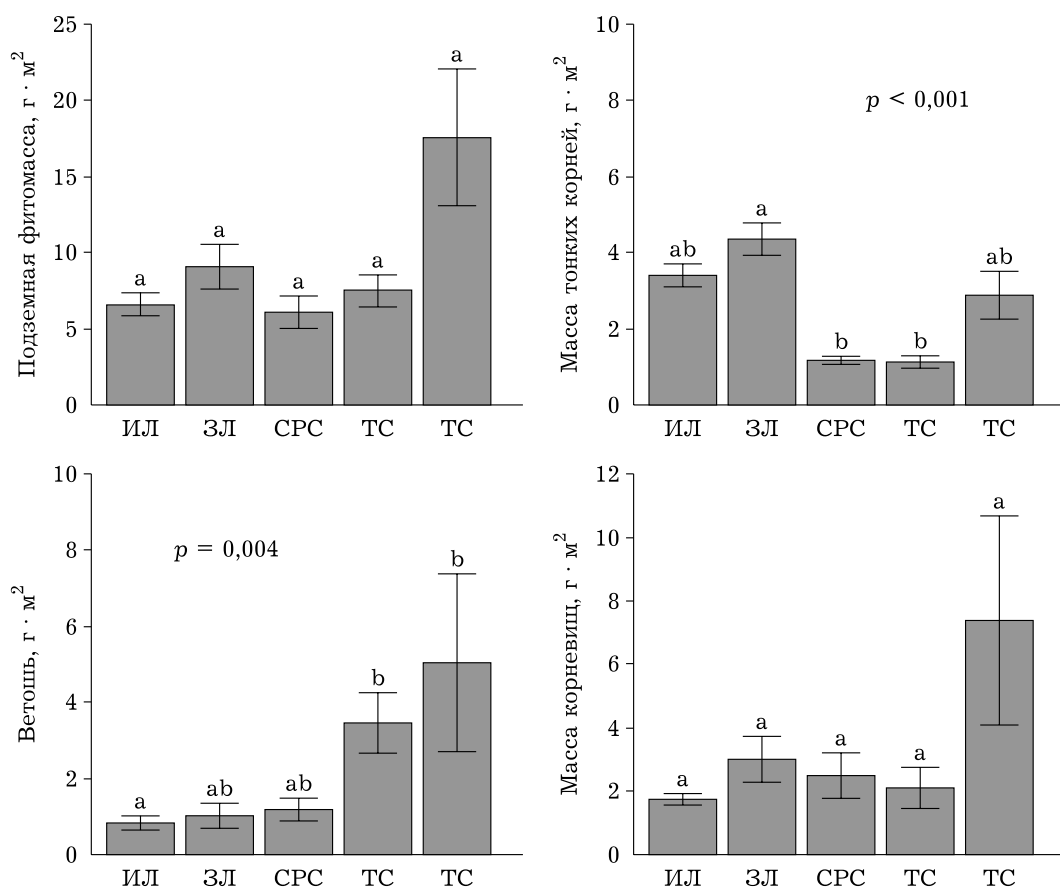 Подземная фитомасса, г · м²
25
20
15
10
5
0
a
a
a
a
a
ИЛ ЗЛ СРС ТС ТС
Масса тонких корней, г · м²
10
8
6
4
2
0
p < 0,001
ab
a
b
b
ab
ИЛ ЗЛ СРС ТС ТС
Ветошь, г · м²
10
8
6
4
2
0
p = 0,004
a
ab
ab
b
b
ИЛ ЗЛ СРС ТС ТС
Масса корневищ, г · м²
12
10
8
6
4
2
0
a
a
a
a
a
ИЛ ЗЛ СРС ТС ТС